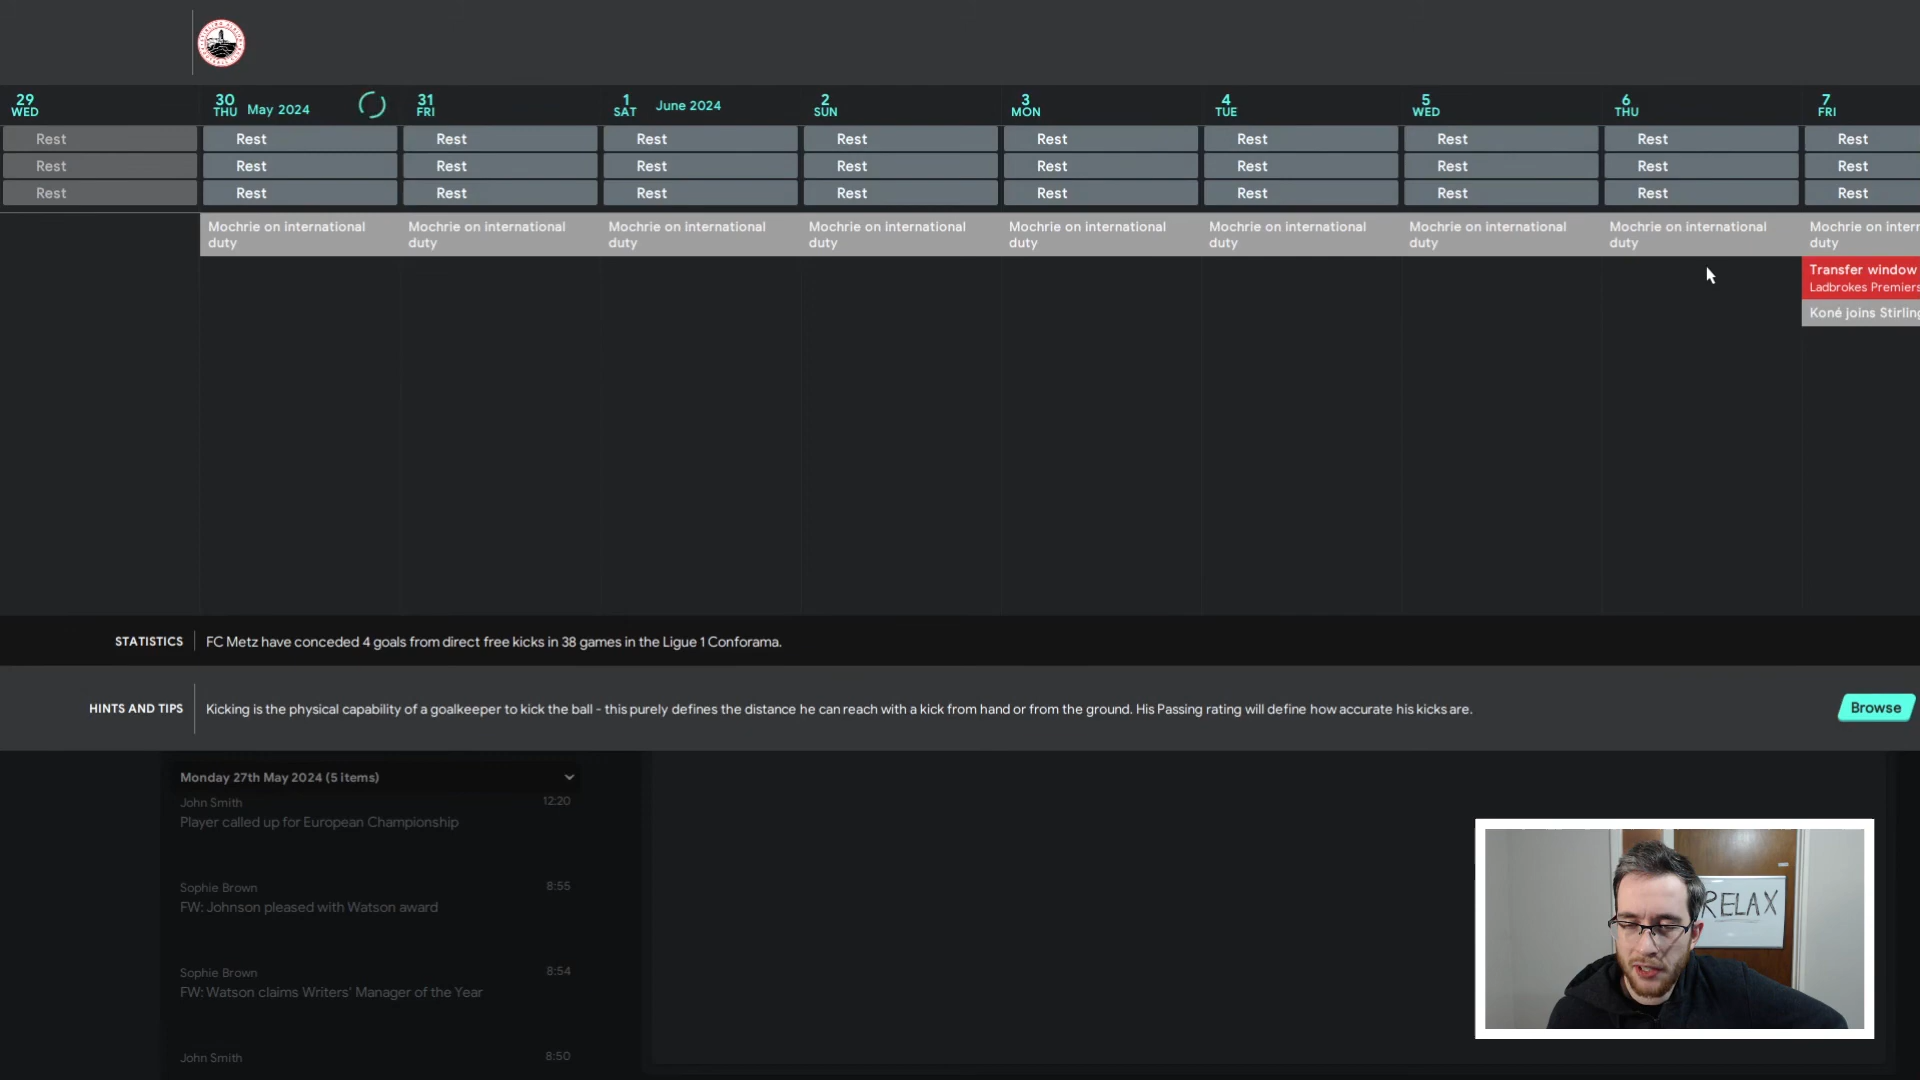 29
WED
30
THU May 2024
31
FRI
1
SAT June 2024
2
SUN
3
MON
4
TUE
5
WED
6
THU
7
FRI
Rest Rest Rest Rest Rest Rest Rest Rest Rest Rest
Rest Rest Rest Rest Rest Rest Rest Rest Rest Rest
Rest Rest Rest Rest Rest Rest Rest Rest Rest Rest
Mochrie on international
duty
Mochrie on international
duty
Mochrie on international
duty
Mochrie on international
duty
Mochrie on international
duty
Mochrie on international
duty
Mochrie on international
duty
Mochrie on international
duty
Mochrie on intern
duty
Transfer window
Ladbrokes Premiers
Koné joins Stirling
STATISTICS FC Metz have conceded 4 goals from direct free kicks in 38 games in the Ligue 1 Conforama.
HINTS AND TIPS Kicking is the physical capability of a goalkeeper to kick the ball - this purely defines the distance he can reach with a kick from hand or from the ground. His Passing rating will define how accurate his kicks are.
Browse
Monday 27th May 2024 (5 items)
John Smith 12:20
Player called up for European Championship
Sophie Brown 8:55
FW: Johnson pleased with Watson award
Sophie Brown 8:54
FW: Watson claims Writers' Manager of the Year
John Smith 8:50
RELAX